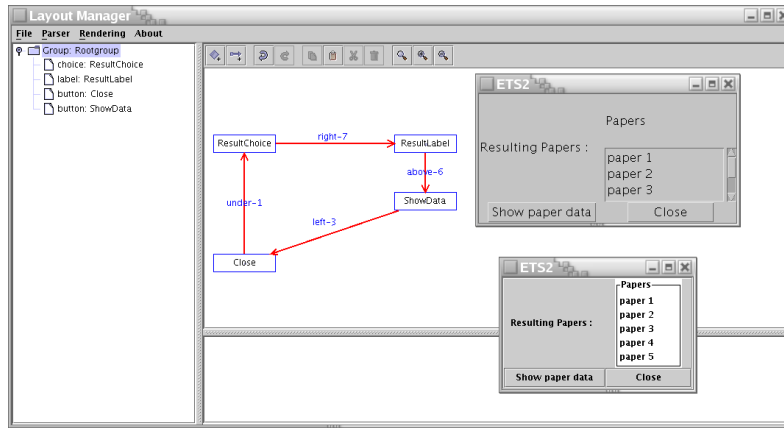 Layout Manager
File Parser Rendering About
Group: Rootgroup
choice: ResultChoice
label: ResultLabel
button: Close
button: ShowData
ResultChoice
right-7
ResultLabel
above-6
under-1
ShowData
left-3
Close
ETS2
Papers
Resulting Papers :
paper 1
paper 2
paper 3
Show paper data Close
ETS2
Papers
paper 1
paper 2
Resulting Papers :
paper 3
paper 4
paper 5
Show paper data Close